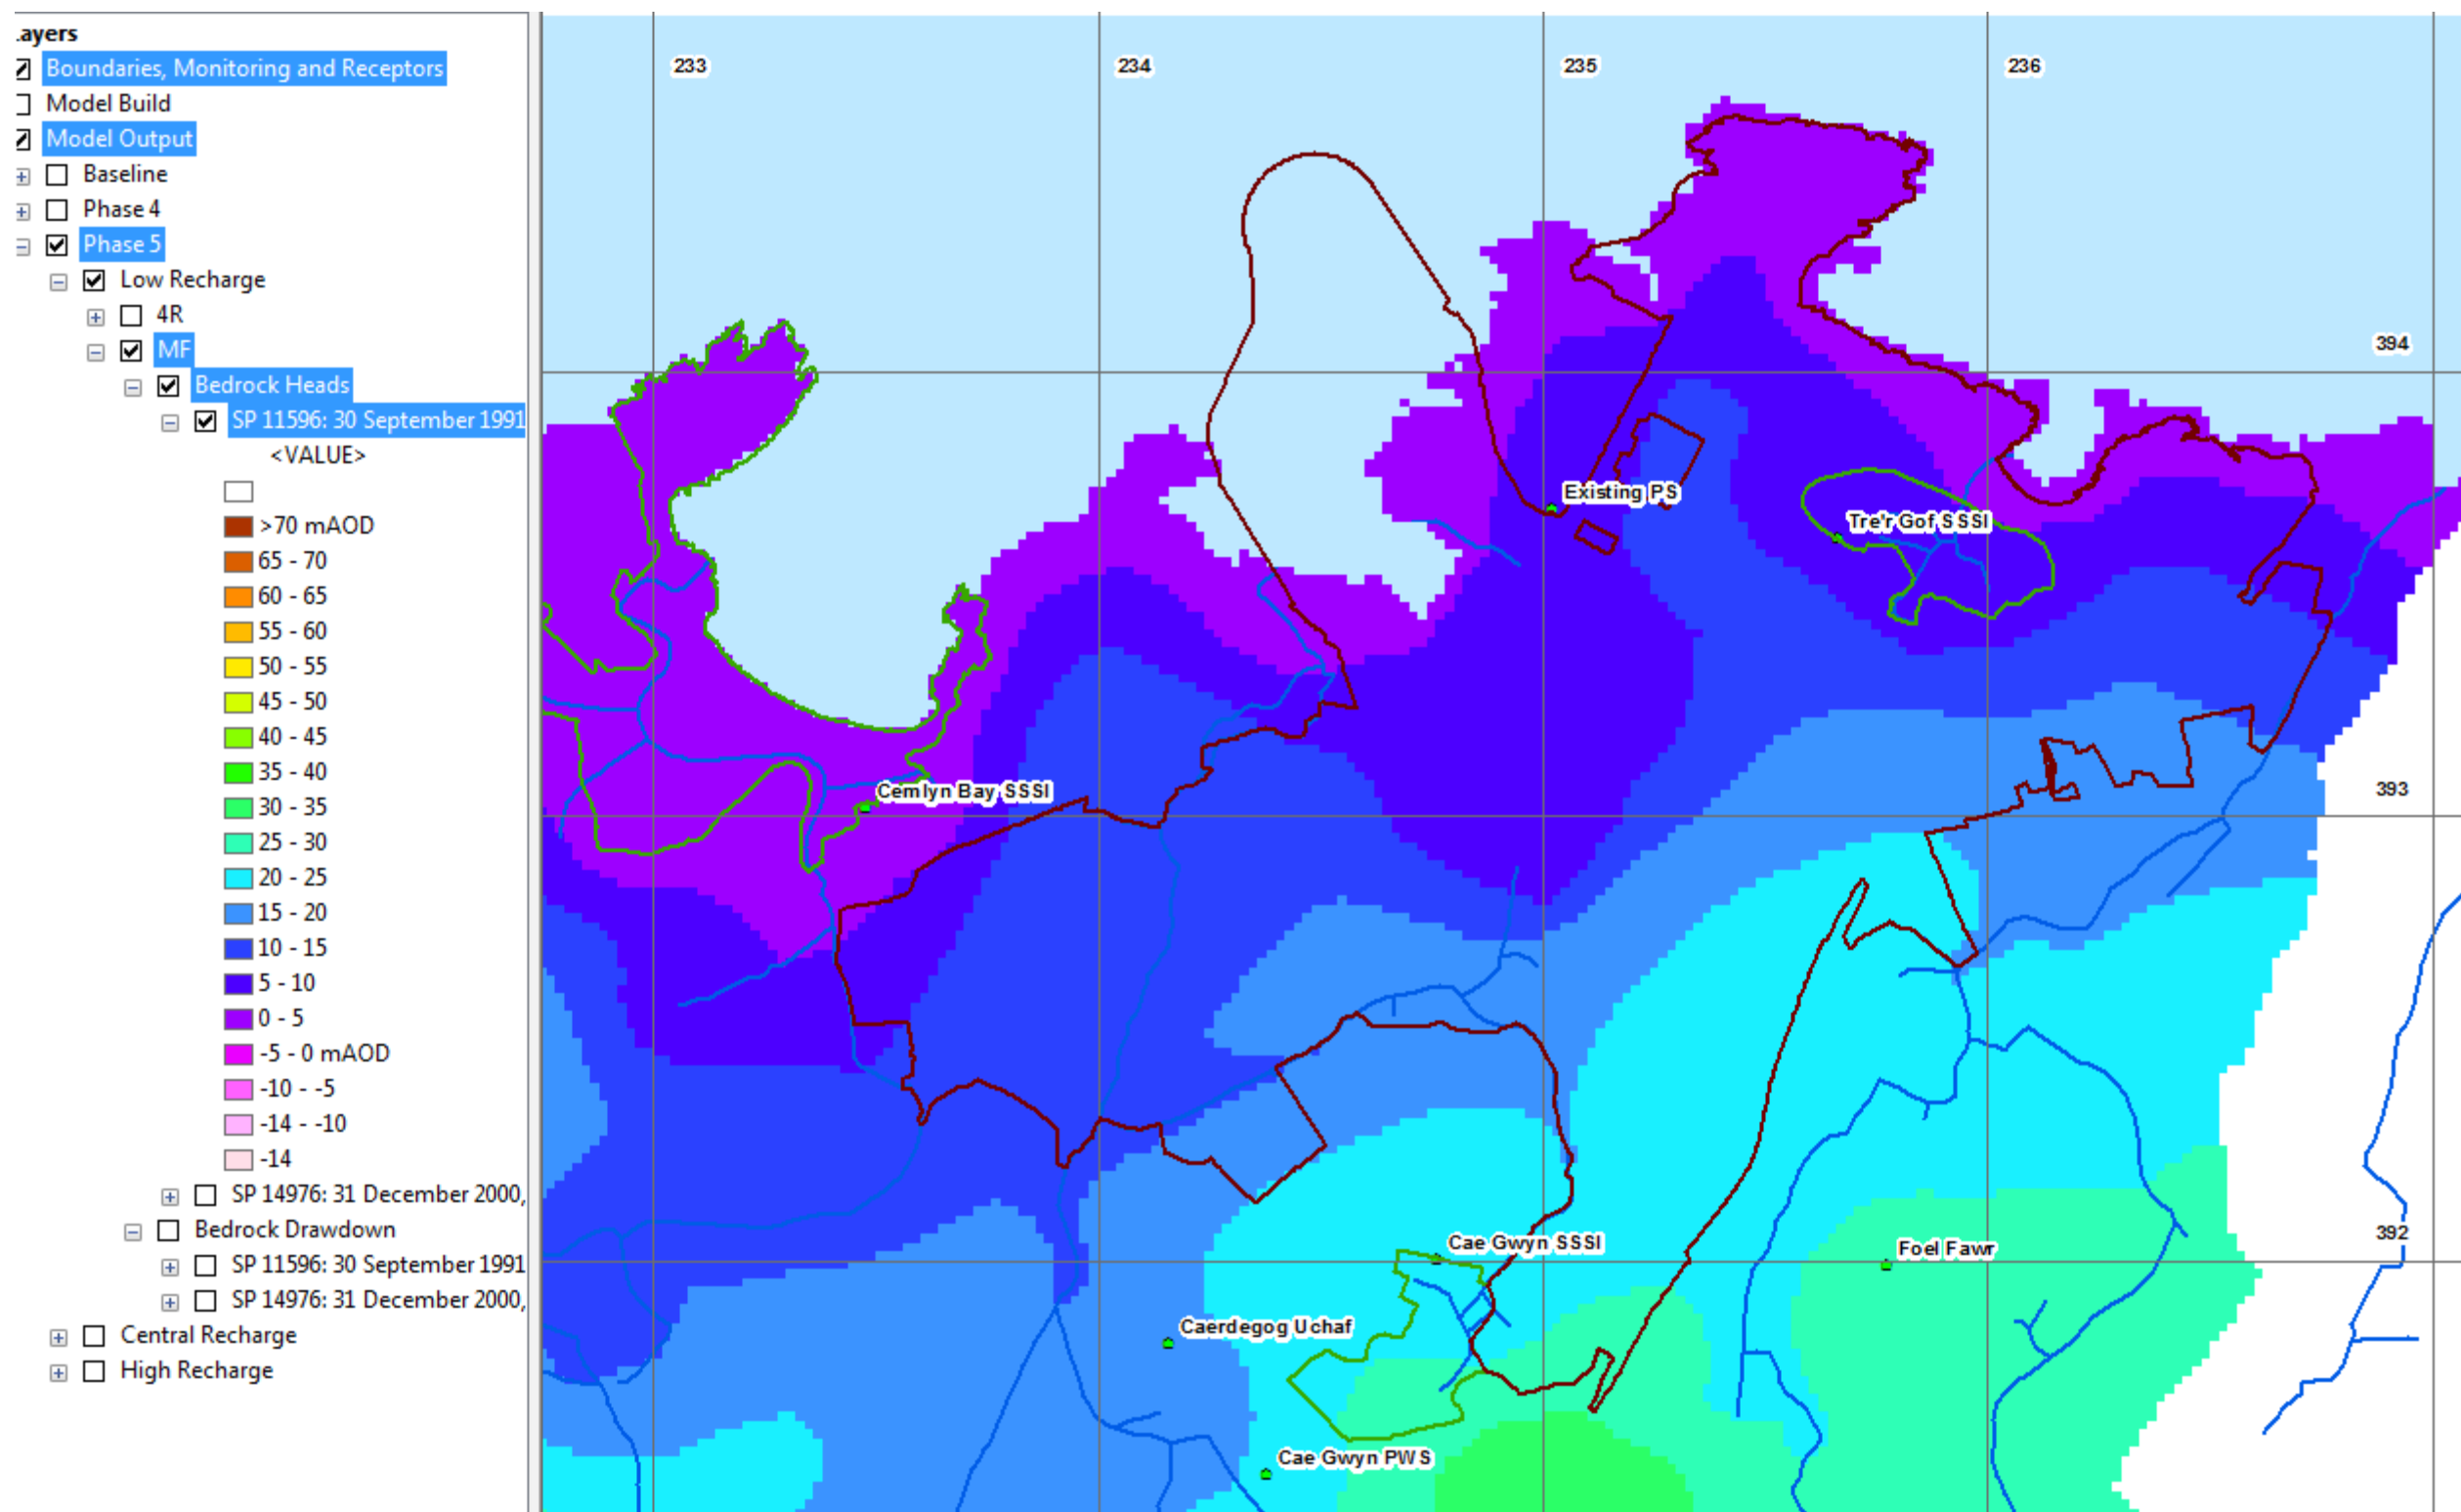 ayers
Boundaries, Monitoring and Receptors
Model Build
Model Output
Baseline
Phase 4
Phase 5
Low Recharge
4R
MF
Bedrock Heads
SP 11596: 30 September 1991
<VALUE>
>70 mAOD
65 - 70
60 - 65
55 - 60
50 - 55
45 - 50
40 - 45
35 - 40
30 - 35
25 - 30
20 - 25
15 - 20
10 - 15
5 - 10
0 - 5
-5 - 0 mAOD
-10 - -5
-14 - -10
-14
SP 14976: 31 December 2000,
Bedrock Drawdown
SP 11596: 30 September 1991
SP 14976: 31 December 2000,
Central Recharge
High Recharge
233
234
235
236
394
Existing PS
Tre'r Gof SSSI
Cemlyn Bay SSSI
393
392
Cae Gwyn SSSI
Foel Fawr
Caerdegog Uchaf
Cae Gwyn PWS